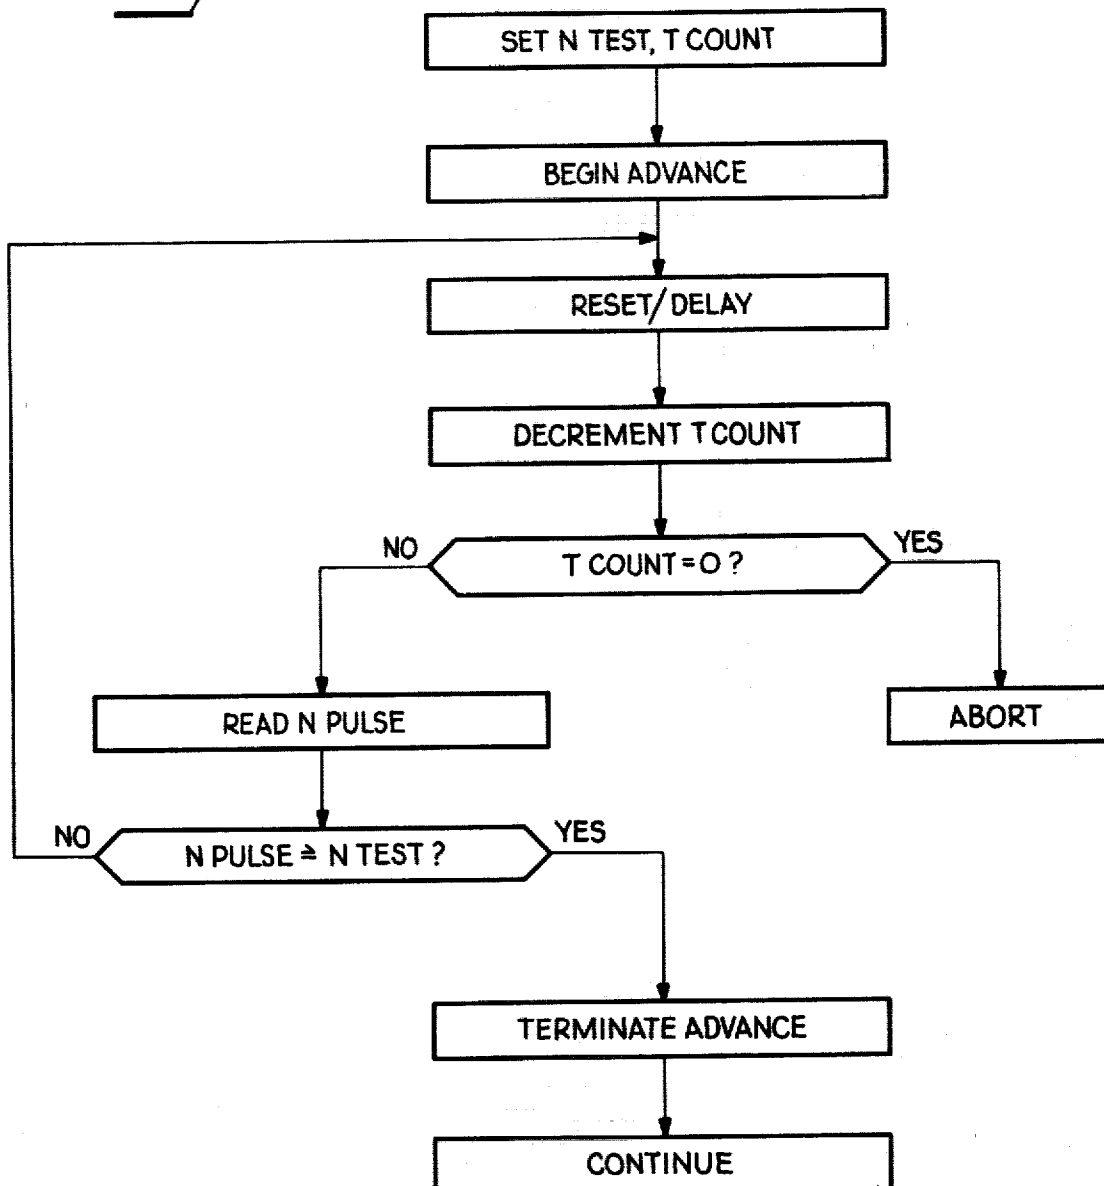 SET N TEST, T COUNT
BEGIN ADVANCE
RESET/DELAY
DECREMENT T COUNT
NO
T COUNT = 0 ?
YES
READ N PULSE
ABORT
NO
N PULSE ≧ N TEST ?
YES
TERMINATE ADVANCE
CONTINUE